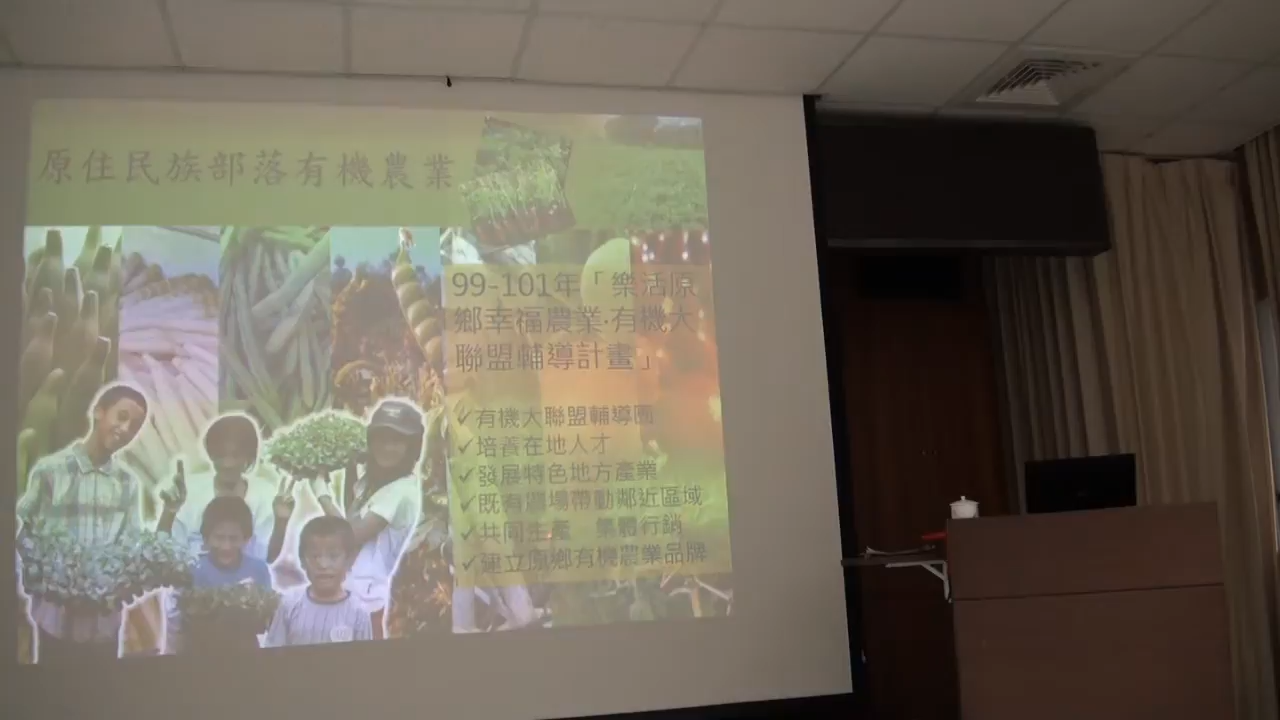 原住民族部落有機農業
99-101年「樂活原
鄉幸福農業·有機大
聯盟輔導計畫」
✓有機大聯盟輔導團
✓培養在地人才
✓發展特色地方產業
✓既有農場帶動鄰近區域
✓共同生產 集體行銷
✓建立原鄉有機農業品牌